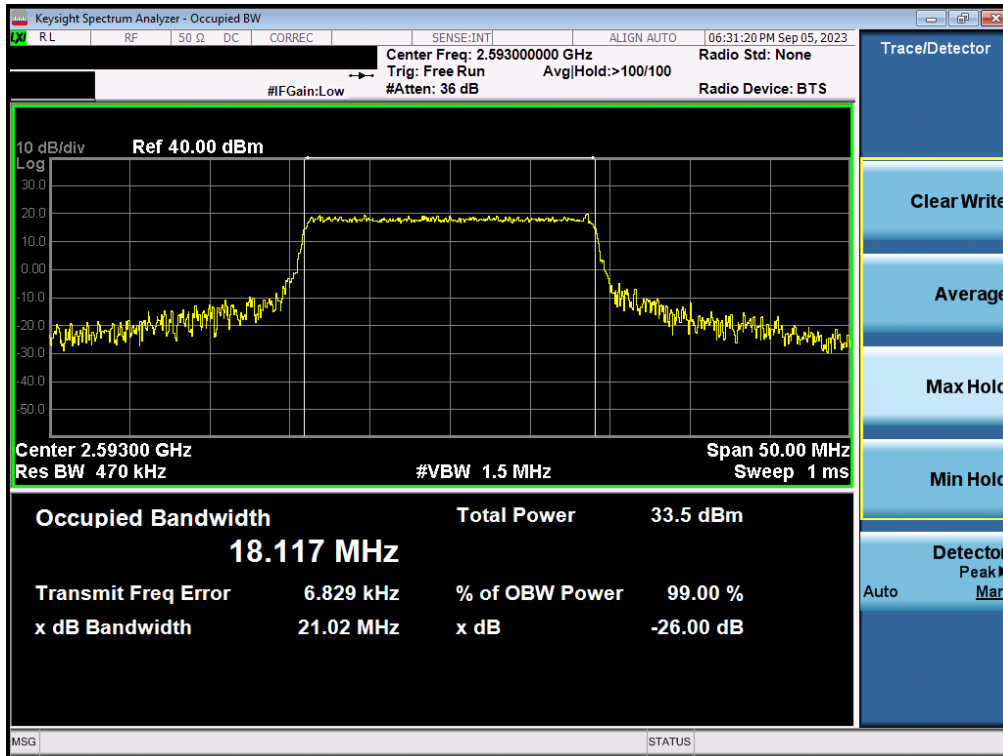 Keysight Spectrum Analyzer - Occupied BW
LXI RL RF 50 Ω DC CORREC SENSE:INT ALIGN AUTO 06:31:20 PM Sep 05, 2023
Center Freq: 2.593000000 GHz Radio Std: None
Trig: Free Run Avg|Hold:>100/100
#IFGain:Low #Atten: 36 dB Radio Device: BTS
10 dB/div Ref 40.00 dBm
Log
30.0
20.0
10.0
0.00
-10.0
-20.0
-30.0
-40.0
-50.0
Center 2.59300 GHz Span 50.00 MHz
Res BW 470 kHz #VBW 1.5 MHz Sweep 1 ms
Occupied Bandwidth Total Power 33.5 dBm
18.117 MHz
Transmit Freq Error 6.829 kHz % of OBW Power 99.00 %
x dB Bandwidth 21.02 MHz x dB -26.00 dB
MSG STATUS
Trace/Detector
Clear Write
Average
Max Hold
Min Hold
Detector
Peak
Auto Man